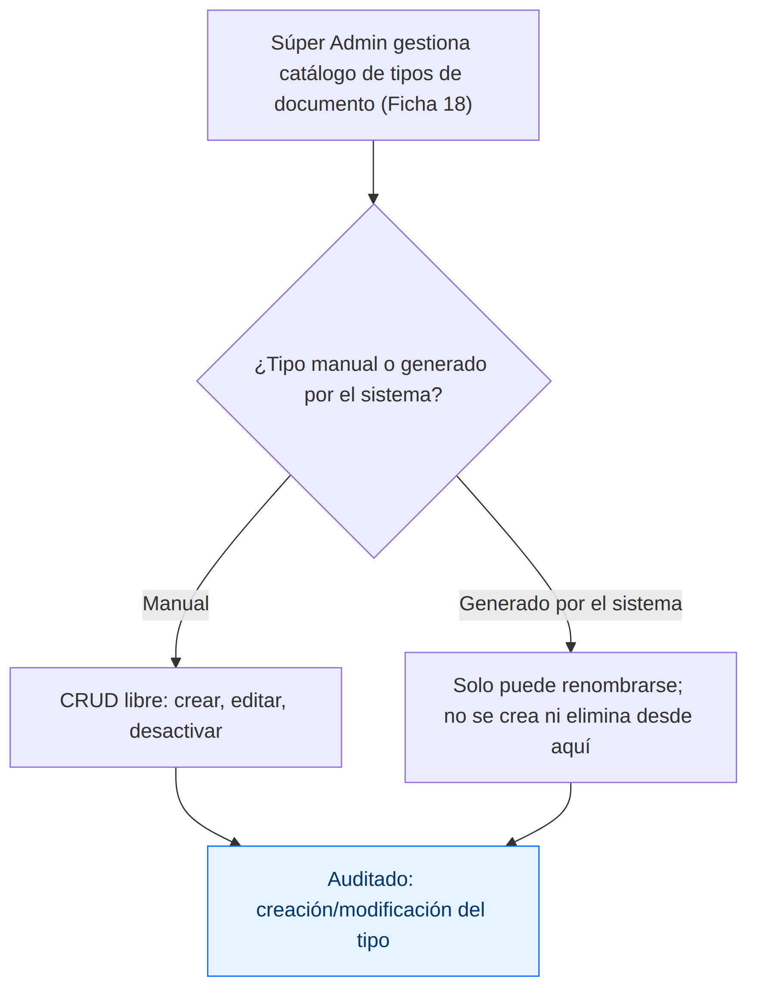 Súper Admin gestiona
catálogo de tipos de
documento (Ficha 18)
¿Tipo manual o generado
por el sistema?
Manual
Generado por el sistema
CRUD libre: crear, editar,
desactivar
Solo puede renombrarse;
no se crea ni elimina desde
aquí
Auditado:
creación/modificación del
tipo